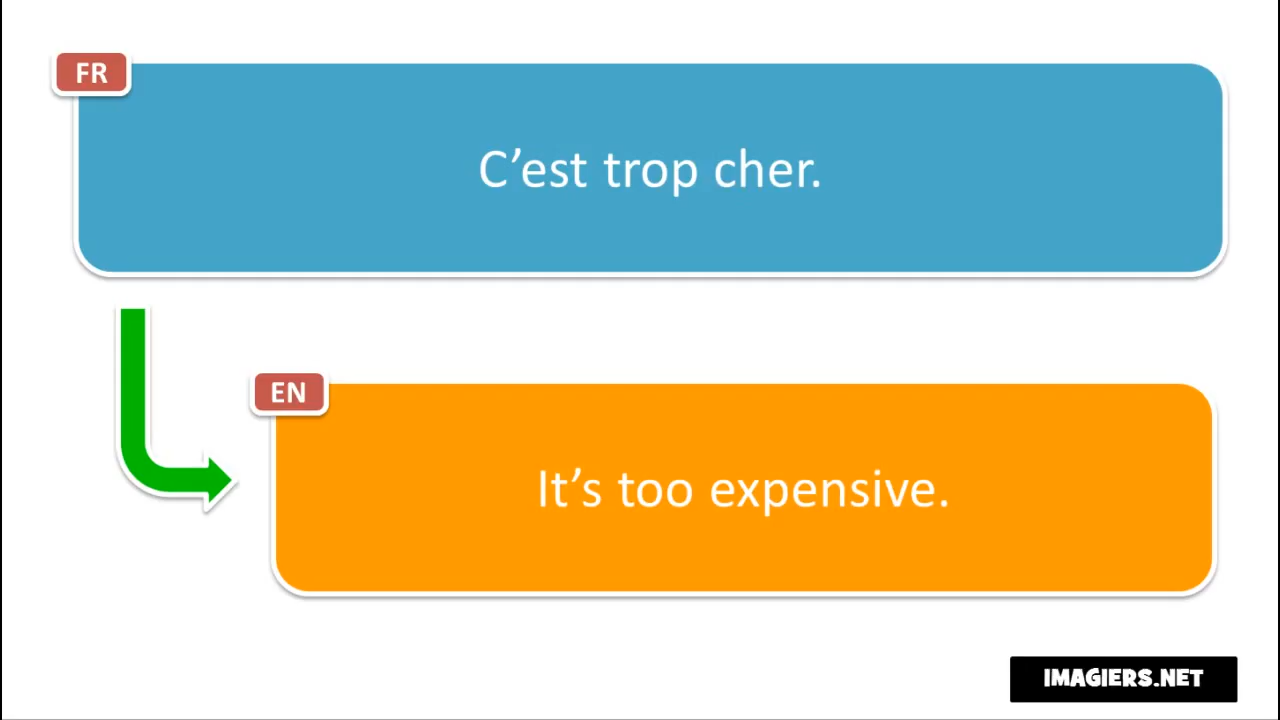 FR
C’est trop cher.
EN
It’s too expensive.
IMAGIERS.NET